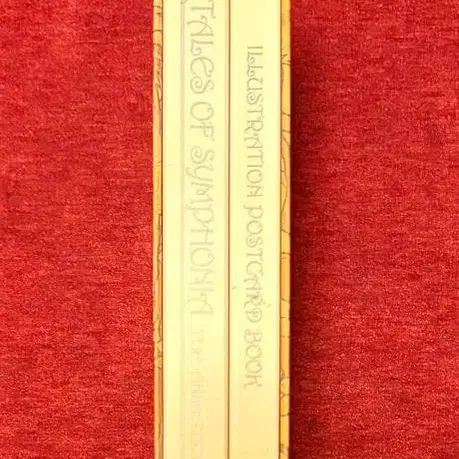 TALES OF SYMPHONIA
ILLUSTRATION POSTCARD BOOK